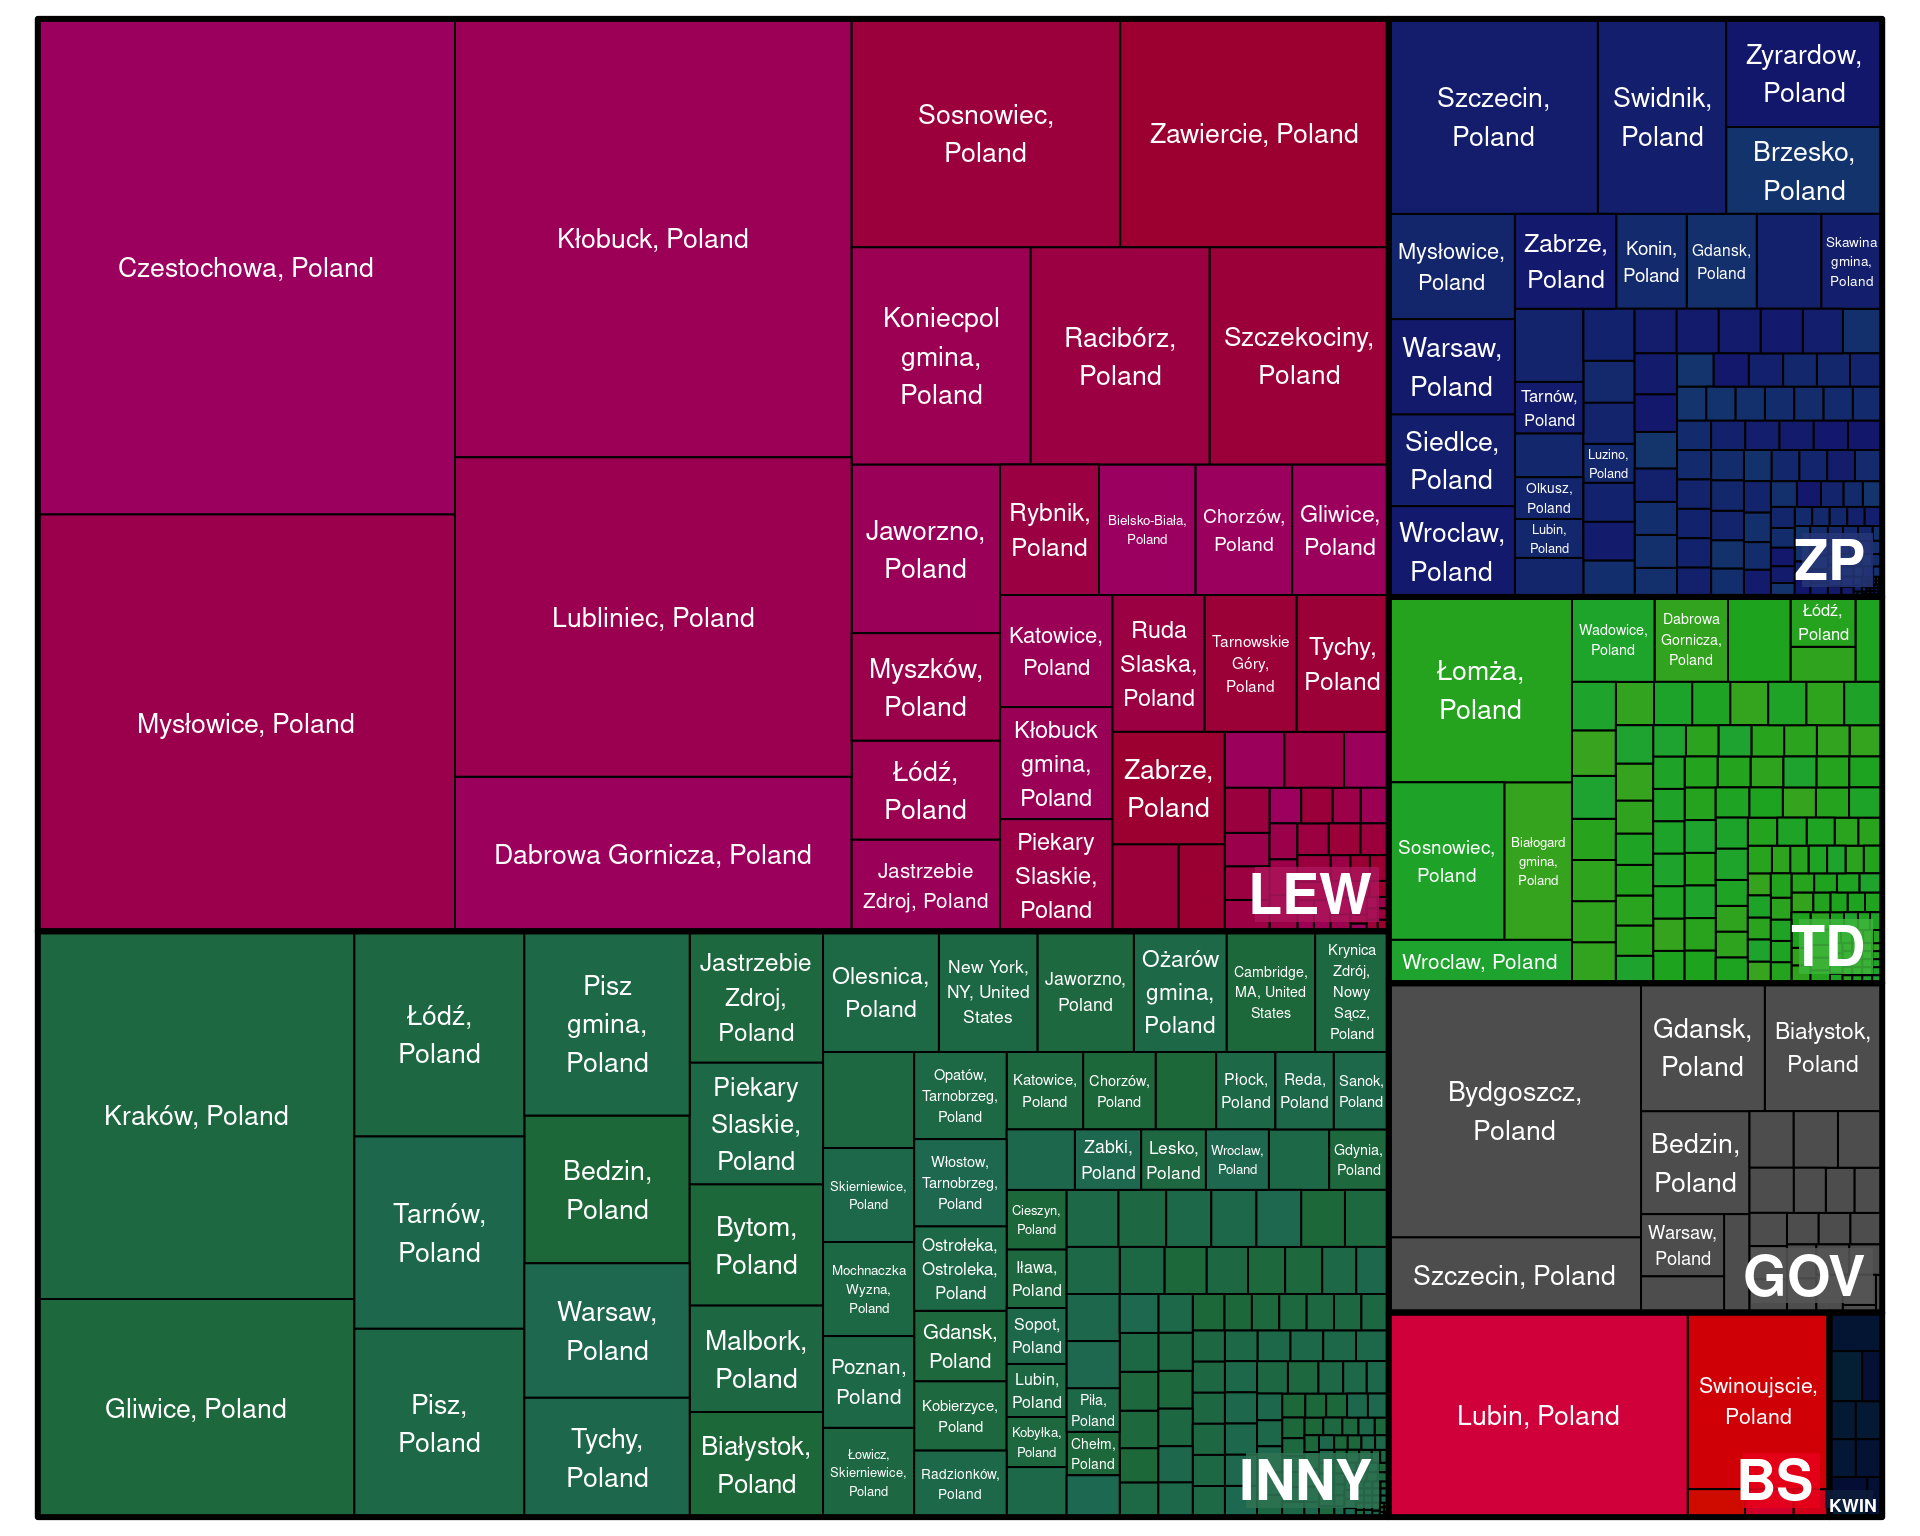 Czestochowa, Poland
Mysłowice, Poland
Kłobuck, Poland
Lubliniec, Poland
Dabrowa Gornicza, Poland
Sosnowiec,
Poland
Zawiercie, Poland
Koniecpol
gmina,
Poland
Racibórz,
Poland
Szczekociny,
Poland
Jaworzno,
Poland
Myszków,
Poland
Łódź,
Poland
Jastrzebie
Zdroj, Poland
Rybnik,
Poland
Bielsko-Biała,
Poland
Chorzów,
Poland
Gliwice,
Poland
Katowice,
Poland
Kłobuck
gmina,
Poland
Piekary
Slaskie,
Poland
Ruda
Slaska,
Poland
Tarnowskie
Góry,
Poland
Tychy,
Poland
Zabrze,
Poland
LEW
Szczecin,
Poland
Swidnik,
Poland
Zyrardow,
Poland
Brzesko,
Poland
Mysłowice,
Poland
Zabrze,
Poland
Konin,
Poland
Gdansk,
Poland
Skawina
gmina,
Poland
Warsaw,
Poland
Siedlce,
Poland
Wroclaw,
Poland
Tarnów,
Poland
Olkusz,
Poland
Lubin,
Poland
Luzino,
Poland
ZP
Łomża,
Poland
Wadowice,
Poland
Dabrowa
Gornicza,
Poland
Łódź,
Poland
Sosnowiec,
Poland
Białogard
gmina,
Poland
Wroclaw, Poland
TD
Kraków, Poland
Gliwice, Poland
Łódź,
Poland
Tarnów,
Poland
Pisz,
Poland
Pisz
gmina,
Poland
Bedzin,
Poland
Warsaw,
Poland
Tychy,
Poland
Jastrzebie
Zdroj,
Poland
Piekary
Slaskie,
Poland
Bytom,
Poland
Malbork,
Poland
Białystok,
Poland
Olesnica,
Poland
New York,
NY, United
States
Jaworzno,
Poland
Ożarów
gmina,
Poland
Cambridge,
MA, United
States
Krynica
Zdrój,
Nowy
Sącz,
Poland
Skierniewice,
Poland
Mochnaczka
Wyzna,
Poland
Poznan,
Poland
Łowicz,
Skierniewice,
Poland
Opatów,
Tarnobrzeg,
Poland
Włostow,
Tarnobrzeg,
Poland
Ostrołeka,
Ostroleka,
Poland
Gdansk,
Poland
Kobierzyce,
Poland
Radzionków,
Poland
Katowice,
Poland
Chorzów,
Poland
Płock,
Poland
Reda,
Poland
Sanok,
Poland
Zabki,
Poland
Lesko,
Poland
Wroclaw,
Poland
Gdynia,
Poland
Cieszyn,
Poland
Iława,
Poland
Sopot,
Poland
Lubin,
Poland
Kobyłka,
Poland
Piła,
Poland
Chełm,
Poland
INNY
Bydgoszcz,
Poland
Szczecin, Poland
Gdansk,
Poland
Białystok,
Poland
Bedzin,
Poland
Warsaw,
Poland
GOV
Lubin, Poland
Swinoujscie,
Poland
BS
KWIN